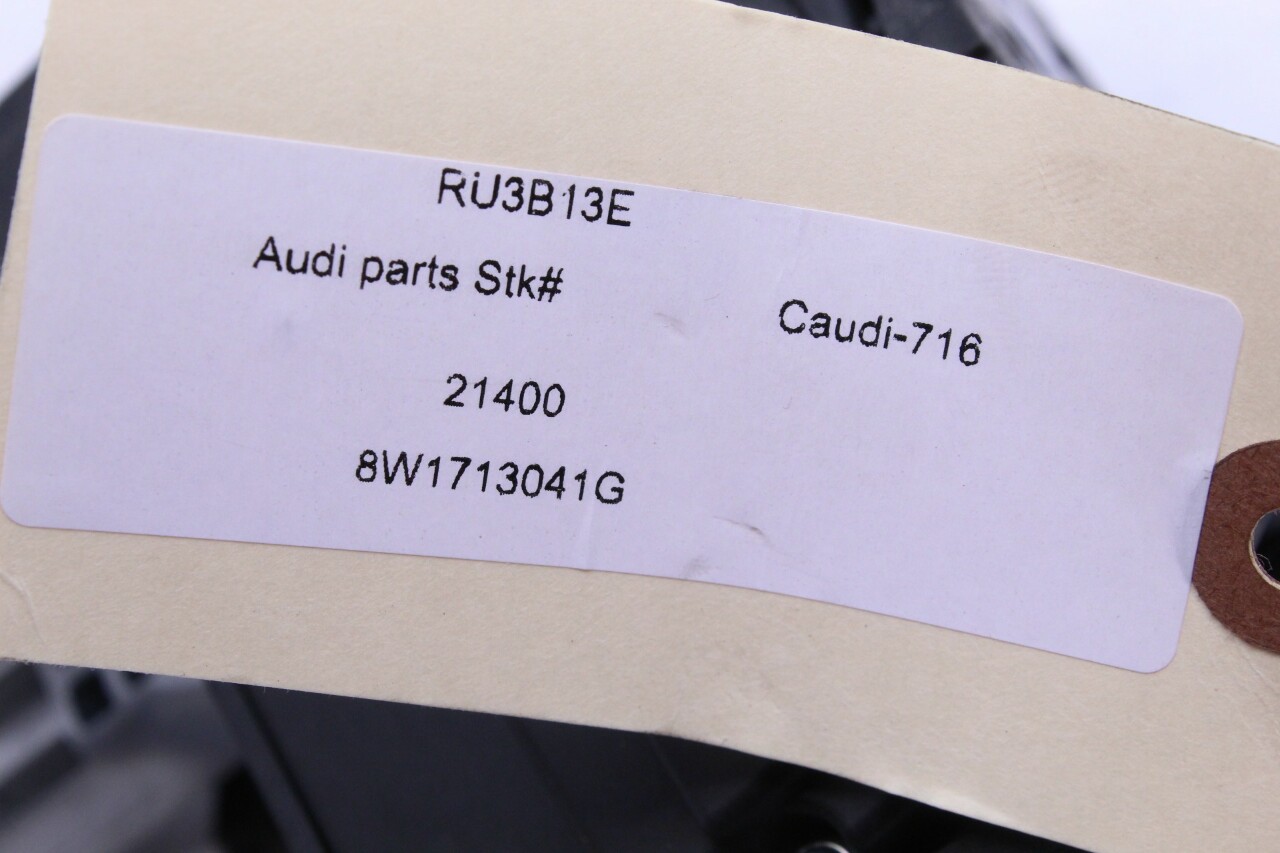 RU3B13E
Audi parts Stk#
Caudi-716
21400
8W1713041G